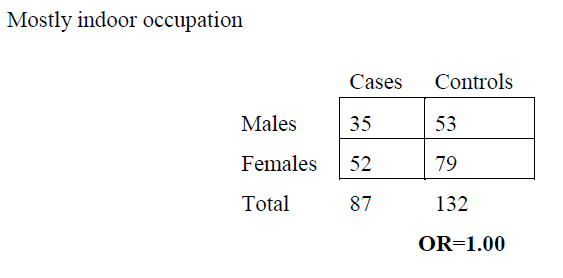 Mostly indoor occupation
Cases Controls
Males 35 53
Females 52 79
Total 87 132
OR=1.00